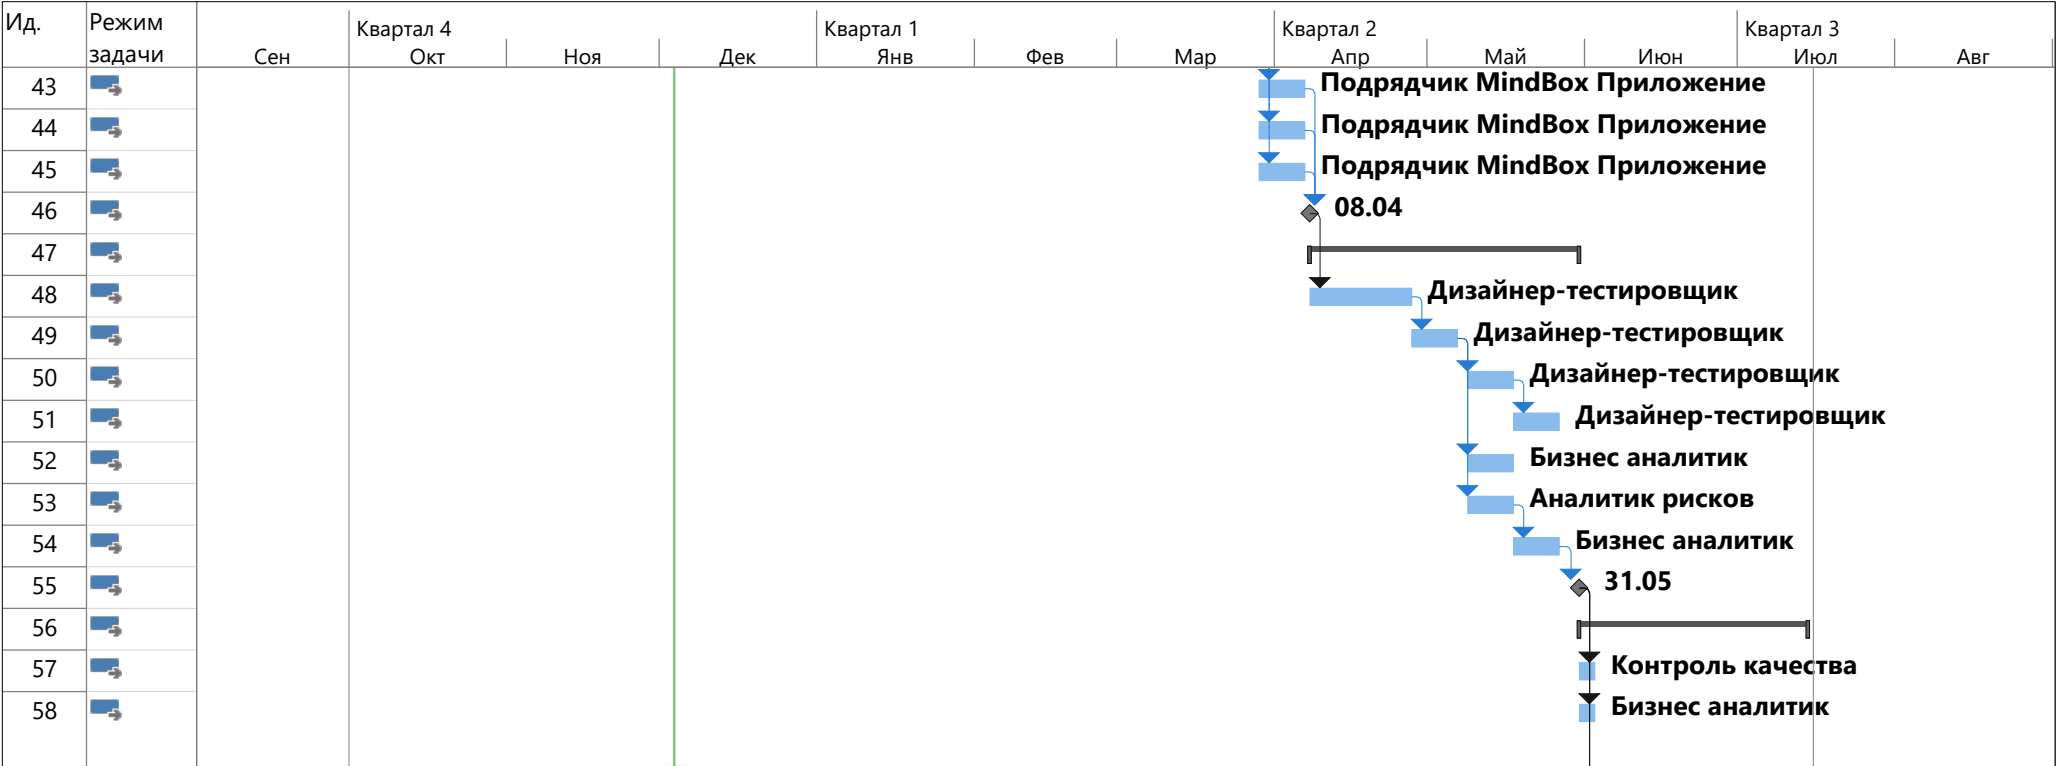 Ид.
Режим задачи
Квартал 4
Квартал 1
Квартал 2
Квартал 3
Сен
Окт
Ноя
Дек
Янв
Фев
Мар
Апр
Май
Июн
Июл
Авг
43
Подрядчик MindBox Приложение
44
Подрядчик MindBox Приложение
45
Подрядчик MindBox Приложение
46
08.04
47
48
Дизайнер-тестировщик
49
Дизайнер-тестировщик
50
Дизайнер-тестировщик
51
Дизайнер-тестировщик
52
Бизнес аналитик
53
Аналитик рисков
54
Бизнес аналитик
55
31.05
56
57
Контроль качества
58
Бизнес аналитик